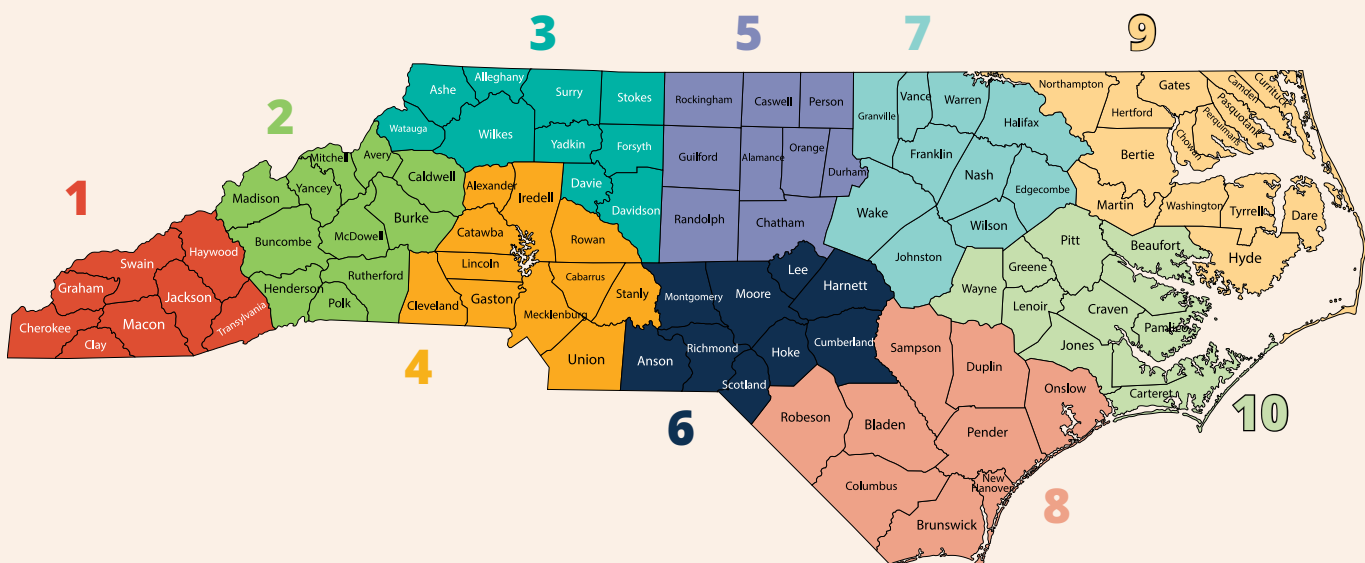 1
2
3
4
5
6
7
8
9
10
Cherokee
Graham
Swain
Clay
Macon
Jackson
Haywood
Transylvania
Madison
Yancey
Mitchell
Avery
Caldwell
Buncombe
McDowell
Burke
Henderson
Polk
Rutherford
Ashe
Alleghany
Surry
Stokes
Watauga
Wilkes
Yadkin
Forsyth
Davie
Davidson
Alexander
Iredell
Catawba
Rowan
Lincoln
Cleveland
Gaston
Cabarrus
Stanly
Mecklenburg
Union
Rockingham
Caswell
Person
Guilford
Alamance
Orange
Durham
Randolph
Chatham
Montgomery
Moore
Lee
Harnett
Anson
Richmond
Hoke
Cumberland
Scotland
Granville
Vance
Warren
Halifax
Franklin
Nash
Edgecombe
Wake
Wilson
Johnston
Sampson
Duplin
Onslow
Robeson
Bladen
Pender
Columbus
New
Hanover
Brunswick
Northampton
Gates
Hertford
Camden
Currituck
Pasquotank
Perquimans
Chowan
Bertie
Martin
Washington
Tyrrell
Dare
Hyde
Pitt
Beaufort
Greene
Wayne
Lenoir
Craven
Pamlico
Jones
Carteret